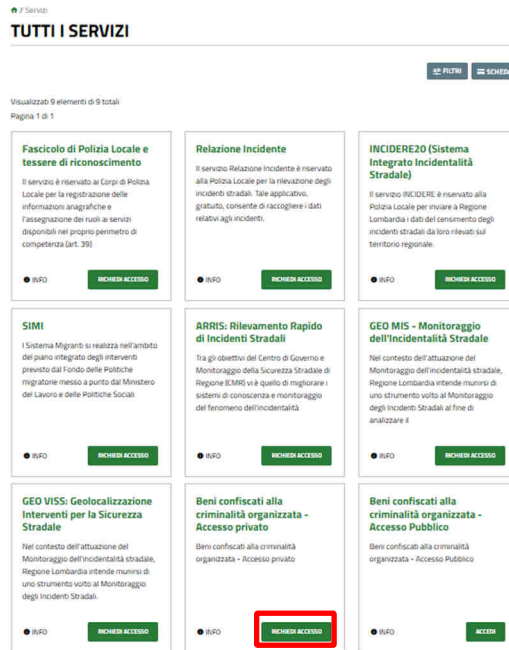 / Servizi
TUTTI I SERVIZI
FILTRI
SCHEDE
Visualizzati 9 elementi di 9 totali
Pagina 1 di 1
Fascicolo di Polizia Locale e
tessere di riconoscimento
Il servizio è riservato ai Corpi di Polizia
Locale per la registrazione delle
informazioni anagrafiche e
l'assegnazione dei ruoli ai servizi
disponibili nel proprio perimetro di
competenza (art. 39)
INFO
RICHIEDI ACCESSO
Relazione Incidente
Il servizio Relazione Incidente è riservato
alla Polizia Locale per la rilevazione degli
incidenti stradali. Tale applicativo,
gratuito, consente di raccogliere i dati
relativi agli incidenti.
INFO
RICHIEDI ACCESSO
INCIDERE20 (Sistema
Integrato Incidentalità
Stradale)
Il servizio INCIDERE è riservato alla
Polizia Locale per inviare a Regione
Lombardia i dati del censimento degli
incidenti stradali da loro rilevati sul
territorio regionale.
INFO
RICHIEDI ACCESSO
SIMI
I Sistema Migranti si realizza nell'ambito
del piano integrato degli interventi
previsto dal Fondo delle Politiche
migratorie messo a punto dal Ministero
del Lavoro e delle Politiche Sociali
INFO
RICHIEDI ACCESSO
ARRIS: Rilevamento Rapido
di Incidenti Stradali
Tra gli obiettivi del Centro di Governo e
Monitoraggio della Sicurezza Stradale di
Regione (CMR) vi è quello di migliorare i
sistemi di conoscenza e monitoraggio
del fenomeno dell'incidentalità
INFO
RICHIEDI ACCESSO
GEO MIS - Monitoraggio
dell'Incidentalità Stradale
Nel contesto dell'attuazione del
Monitoraggio dell'incidentalità stradale,
Regione Lombardia intende munirsi di
uno strumento volto al Monitoraggio
degli Incidenti Stradali al fine di
analizzare il
INFO
RICHIEDI ACCESSO
GEO VISS: Geolocalizzazione
Interventi per la Sicurezza
Stradale
Nel contesto dell'attuazione del
Monitoraggio dell'incidentalità stradale,
Regione Lombardia intende munirsi di
uno strumento volto al Monitoraggio
degli Incidenti Stradali.
INFO
RICHIEDI ACCESSO
Beni confiscati alla
criminalità organizzata -
Accesso privato
Beni confiscati alla criminalità
organizzata - Accesso privato
INFO
RICHIEDI ACCESSO
Beni confiscati alla
criminalità organizzata -
Accesso Pubblico
Beni confiscati alla criminalità
organizzata - Accesso Pubblico
INFO
ACCEDI